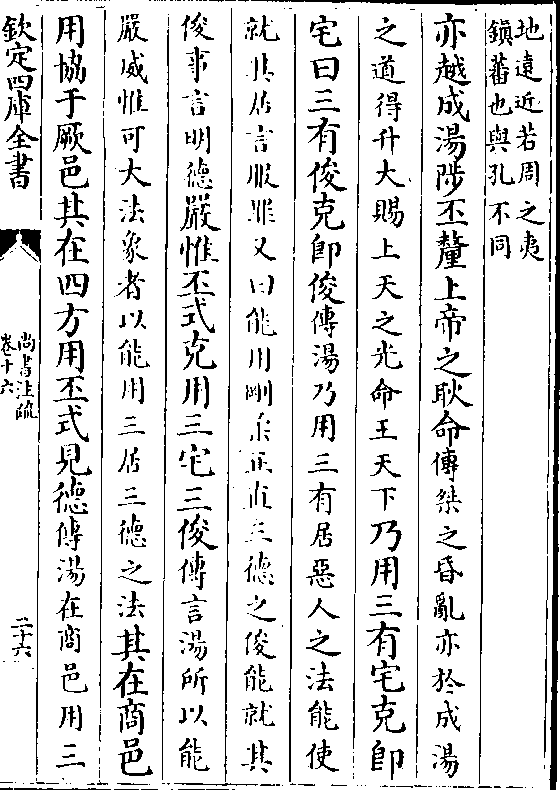 地遠近若周之夷
鎮蕃也與孔不同
亦越成湯陟丕釐上帝之耿命傳桀之昏亂亦於成湯
之道得升大賜上天之光命王天下乃用三有宅克卽
宅曰三有俊克卽俊傳湯乃用三有居惡人之法能使
就其居言服罪又曰能用剛柔正直三德之俊能就其
俊事言明德嚴惟丕式克用三宅三俊傳言湯所以能
嚴威惟可大法象者以能用三居三德之法其在商邑
用協于厥邑其在四方用丕式見德傳湯在商邑用三
欽定四庫全書
尚書注疏
卷十六
二十六